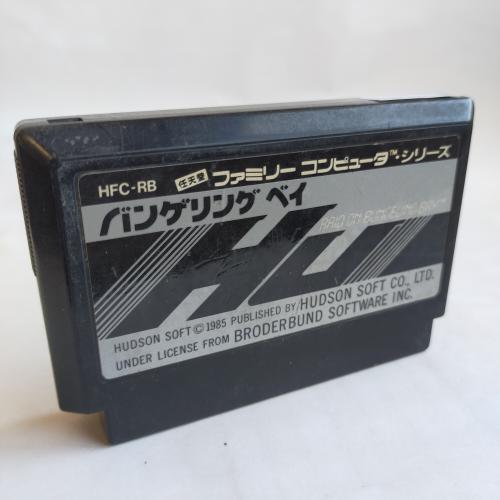 HFC-RB 任天堂 ファミリー コンピュータ™シリーズ
バンゲリング ベイ
RAID ON BUNGELING BAY™
HUDSON SOFT © 1985 PUBLISHED BY/HUDSON SOFT CO., LTD.
UNDER LICENSE FROM BRODERBUND SOFTWARE INC.